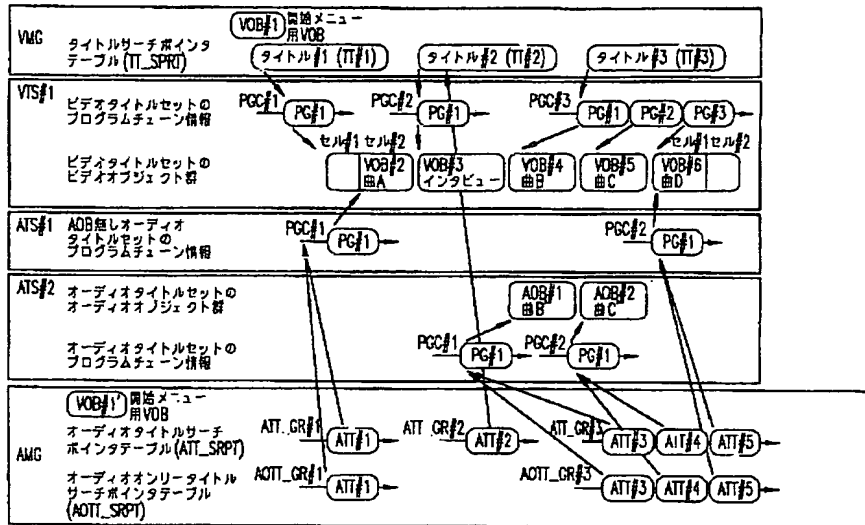 VMG
VOB#1 開始メニュー
用VOB
タイトルサーチポインタ
テーブル(TT_SPRT)
タイトル#1 (TT#1)
タイトル#2 (TT#2)
タイトル#3 (TT#3)
VTS#1
ビデオタイトルセットの
プログラムチェーン情報
PGC#1 PG#1
PGC#2 PG#1
PGC#3 PG#1 PG#2 PG#3
ビデオタイトルセットの
ビデオオブジェクト群
セル#1 セル#2
VOB#2
曲A
VOB#3
インタビュー
VOB#4
曲B
VOB#5
曲C
セル#1 セル#2
VOB#6
曲D
ATS#1
AOB無しオーディオ
タイトルセットの
プログラムチェーン情報
PGC#1 PG#1
PGC#2 PG#1
ATS#2
オーディオタイトルセットの
オーディオオブジェクト群
AOB#1
曲B
AOB#2
曲C
オーディオタイトルセットの
プログラムチェーン情報
PGC#1 PG#1
PGC#2 PG#1
AMG
VOB#1' 開始メニュー
用VOB
オーディオタイトルサーチ
ポインタテーブル(ATT_SRPT)
ATT_GR#1 ATT#1
ATT_GR#2 ATT#2
ATT_GR#3 ATT#3 ATT#4 ATT#5
オーディオオンリータイトル
サーチポインタテーブル
(AOTT_SRPT)
AOTT_GR#1 ATT#1
AOTT_GR#3 ATT#3 ATT#4 ATT#5